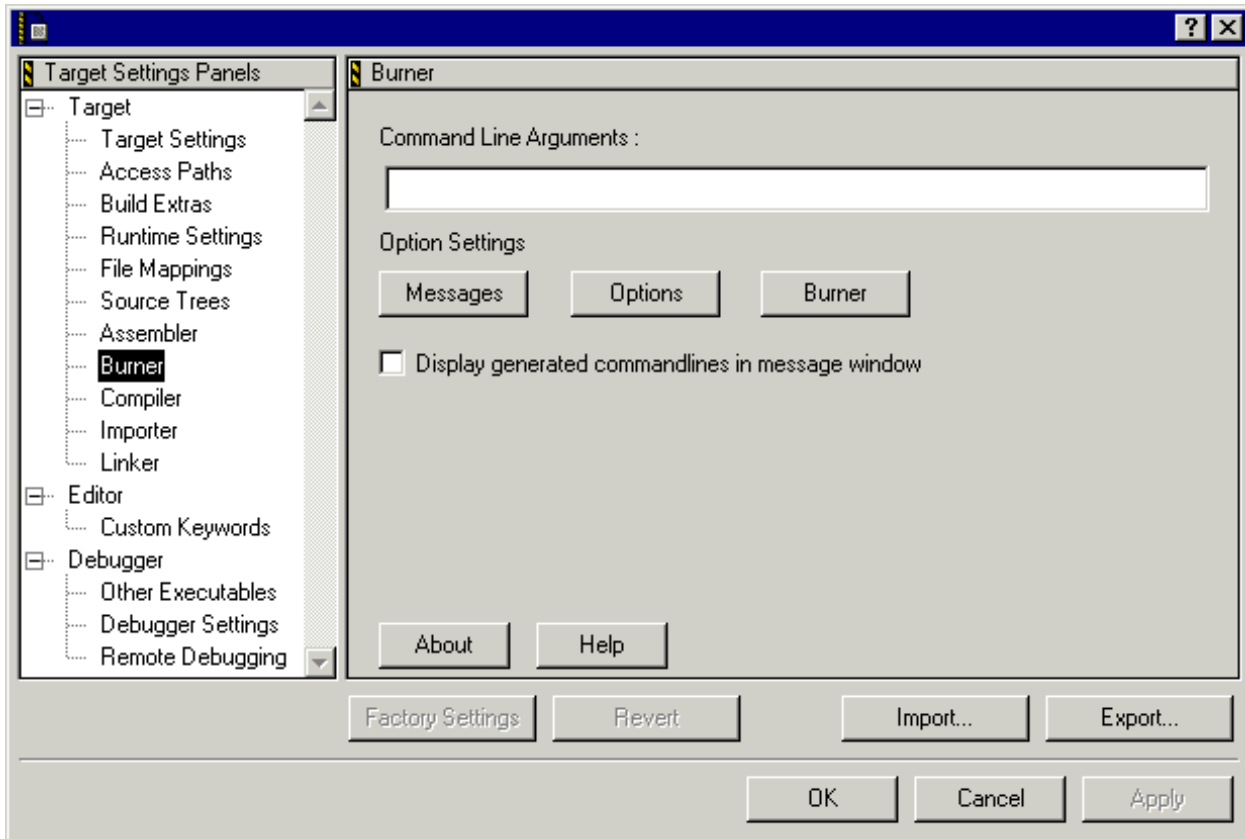 Target Settings Panels
Target
Target Settings
Access Paths
Build Extras
Runtime Settings
File Mappings
Source Trees
Assembler
Burner
Compiler
Importer
Linker
Editor
Custom Keywords
Debugger
Other Executables
Debugger Settings
Remote Debugging
Burner
Command Line Arguments :
Option Settings
Messages Options Burner
Display generated commandlines in message window
About Help
Factory Settings Revert Import... Export...
OK Cancel Apply